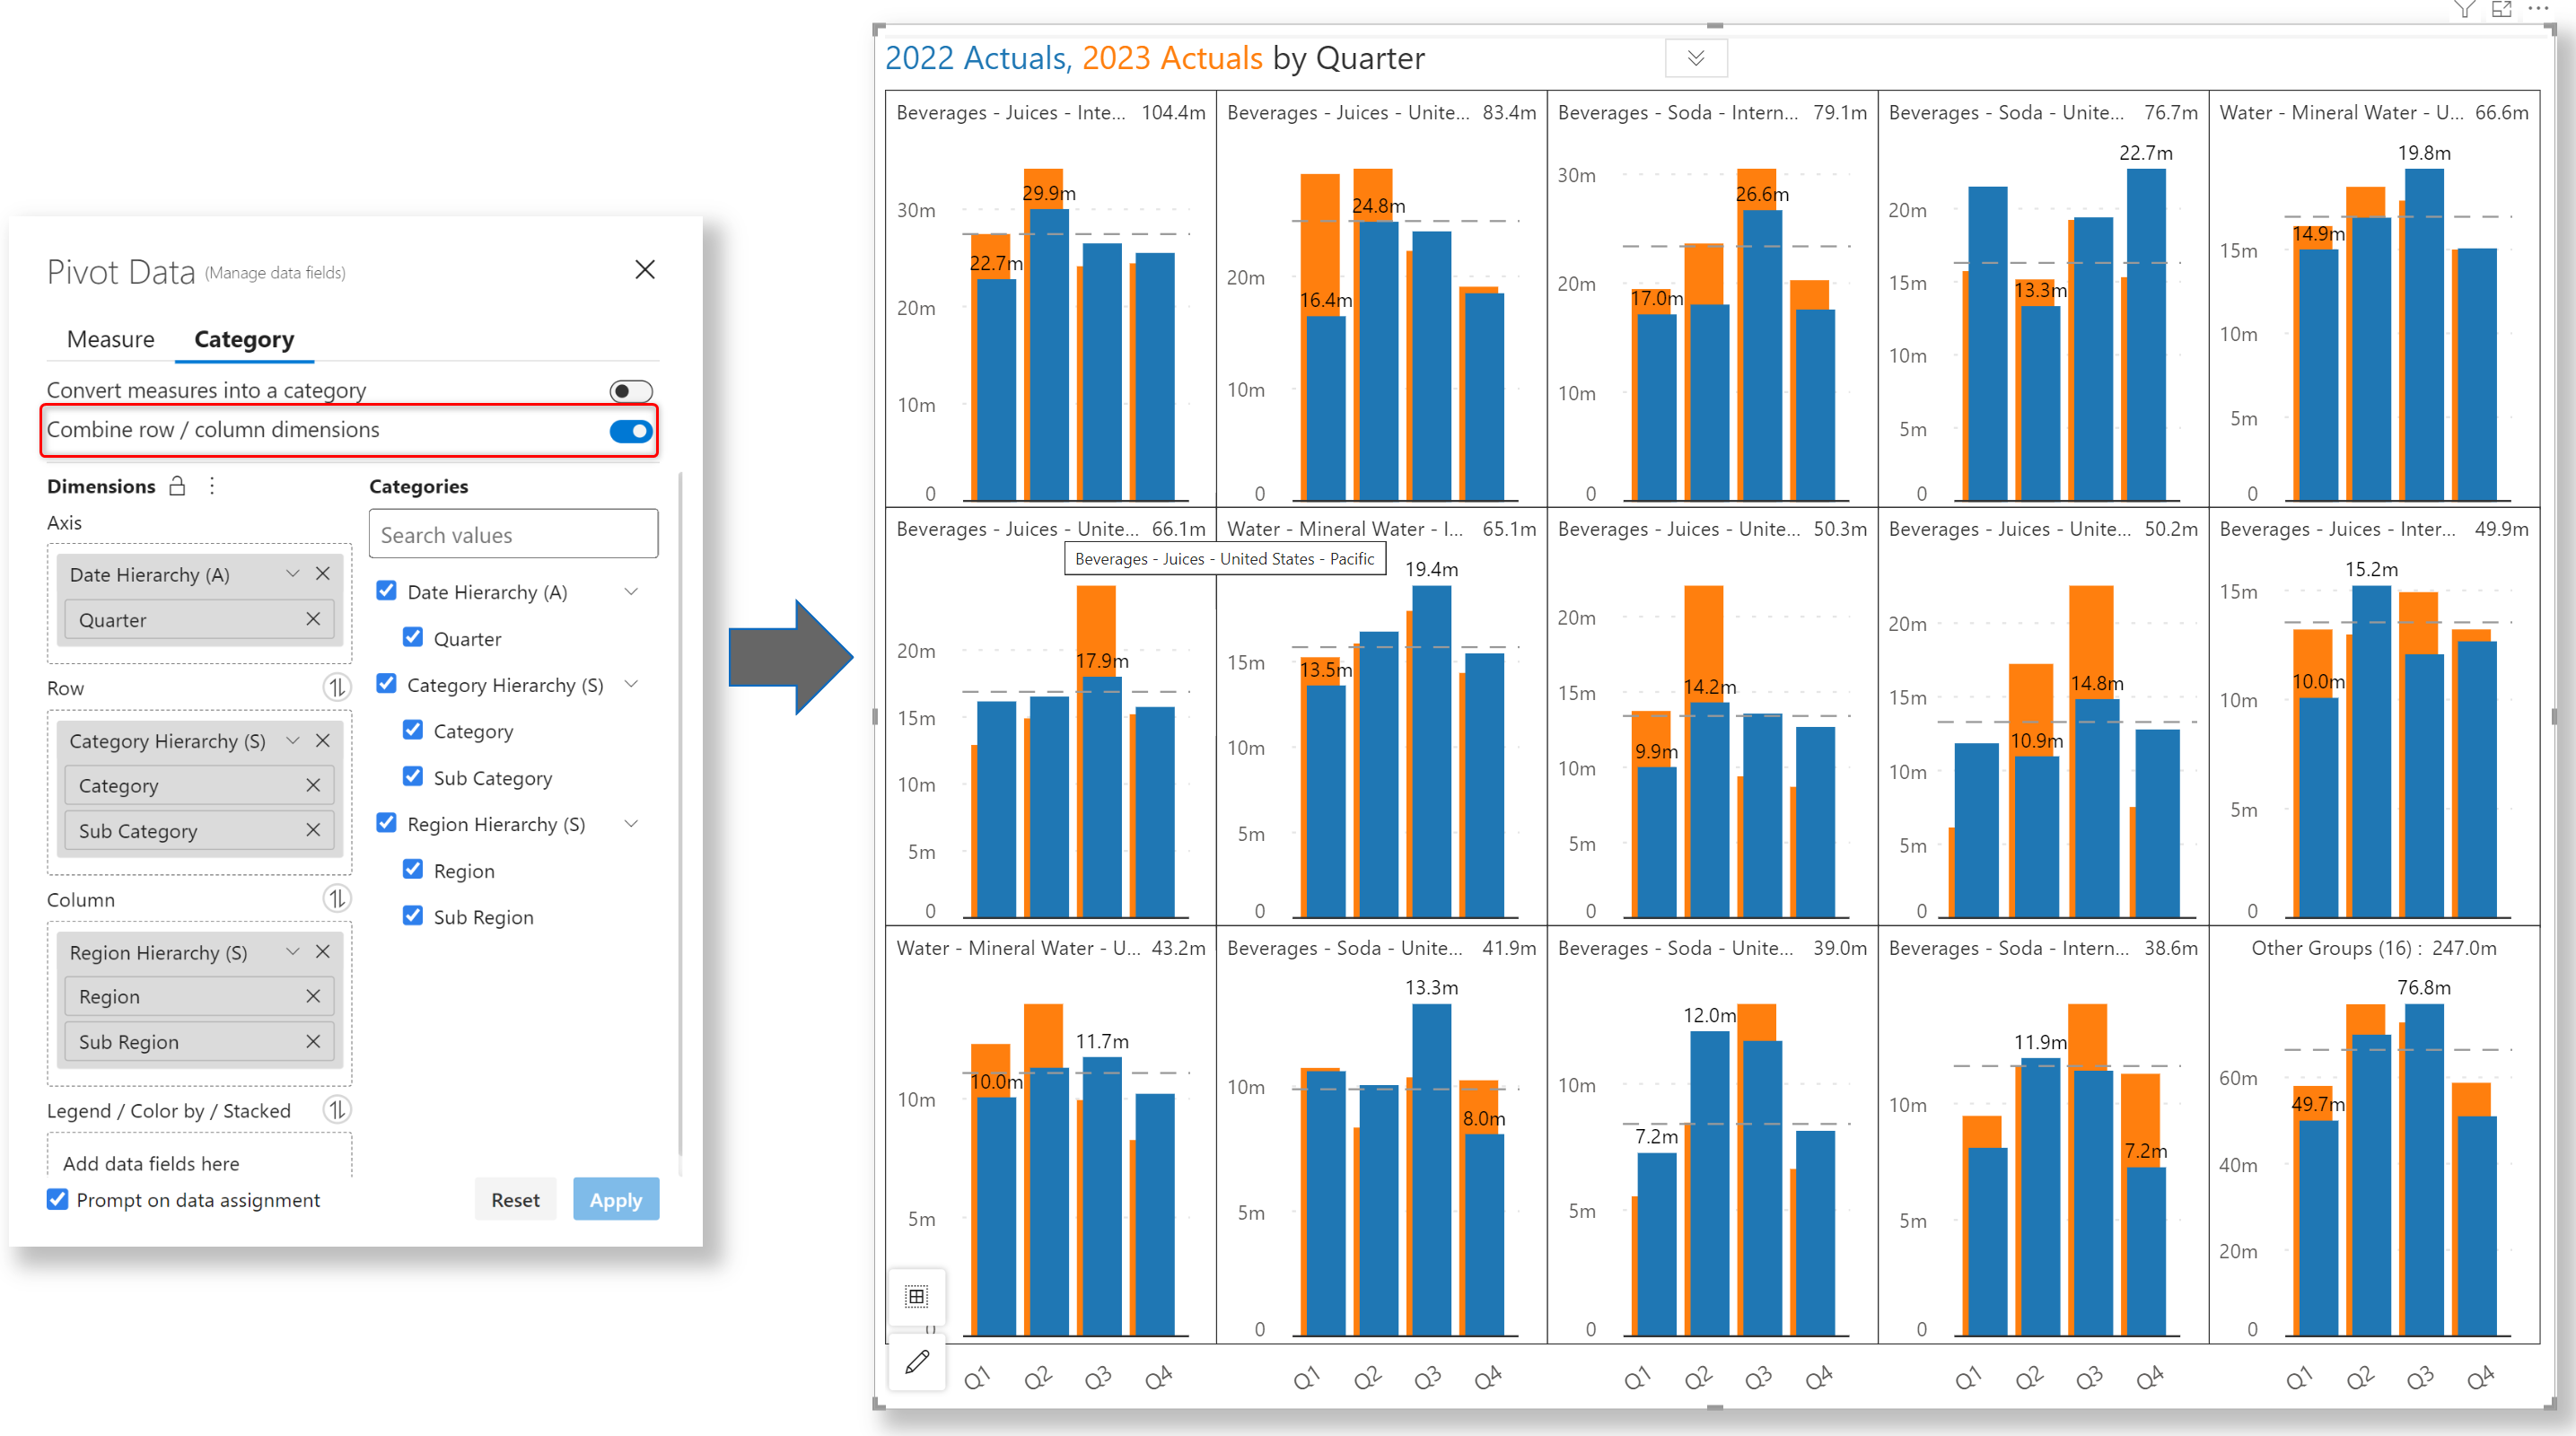 Pivot Data (Manage data fields)
Measure Category
Convert measures into a category
Combine row / column dimensions
Dimensions
Axis
Date Hierarchy (A)
Quarter
Row
Category Hierarchy (S)
Category
Sub Category
Column
Region Hierarchy (S)
Region
Sub Region
Legend / Color by / Stacked
Add data fields here
Categories
Search values
Date Hierarchy (A)
Quarter
Category Hierarchy (S)
Category
Sub Category
Region Hierarchy (S)
Region
Sub Region
Prompt on data assignment
Reset
Apply
2022 Actuals, 2023 Actuals by Quarter
Beverages - Juices - Inte... 104.4m
30m
20m
10m
0
22.7m
29.9m
Beverages - Juices - Unite... 83.4m
20m
10m
0
16.4m
24.8m
Beverages - Soda - Intern... 79.1m
30m
20m
10m
0
17.0m
26.6m
Beverages - Soda - Unite... 76.7m
20m
15m
10m
5m
0
13.3m
22.7m
Water - Mineral Water - U... 66.6m
15m
10m
5m
0
14.9m
19.8m
Beverages - Juices - Unite... 66.1m
Beverages - Juices - United States - Pacific
20m
15m
10m
5m
0
17.9m
Water - Mineral Water - I... 65.1m
15m
10m
5m
0
13.5m
19.4m
Beverages - Juices - Unite... 50.3m
20m
15m
10m
5m
0
9.9m
14.2m
Beverages - Juices - Unite... 50.2m
20m
15m
10m
5m
0
10.9m
14.8m
Beverages - Juices - Inter... 49.9m
15m
10m
5m
0
10.0m
15.2m
Water - Mineral Water - U... 43.2m
10m
5m
0
10.0m
11.7m
Beverages - Soda - Unite... 41.9m
10m
5m
0
13.3m
8.0m
Beverages - Soda - Unite... 39.0m
10m
5m
0
7.2m
12.0m
Beverages - Soda - Intern... 38.6m
10m
5m
0
11.9m
7.2m
Other Groups (16) : 247.0m
60m
40m
20m
0
49.7m
76.8m
Q1 Q2 Q3 Q4
Q1 Q2 Q3 Q4
Q1 Q2 Q3 Q4
Q1 Q2 Q3 Q4
Q1 Q2 Q3 Q4